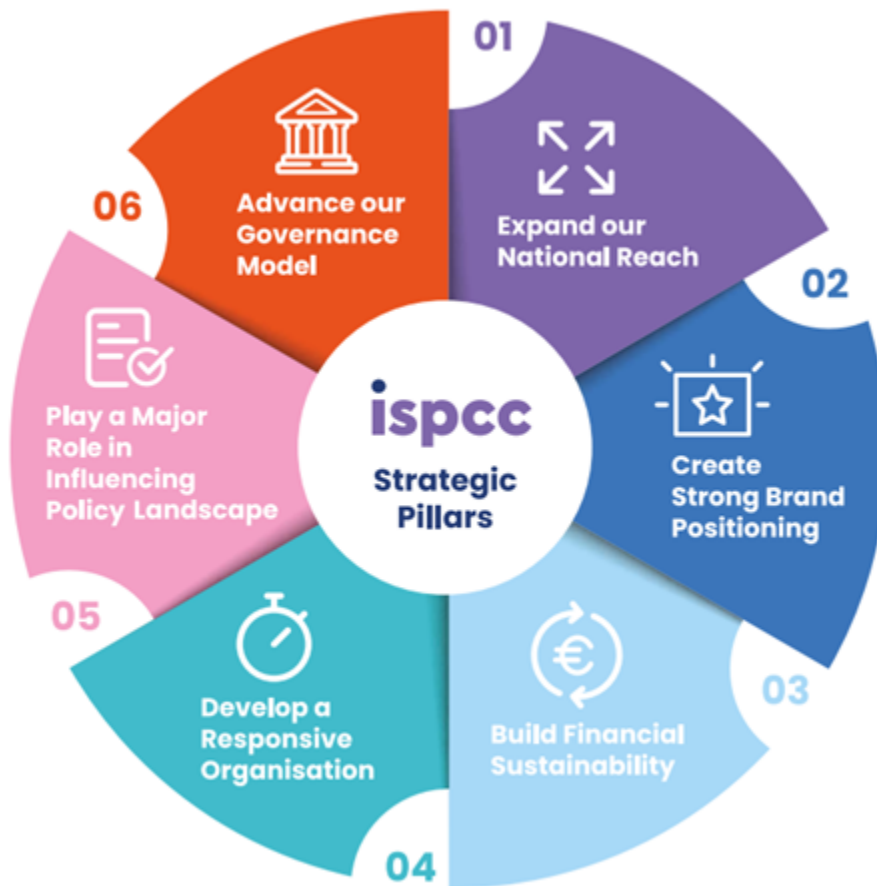 ispcc
Strategic
Pillars
01
Expand our
National Reach
02
Create
Strong Brand
Positioning
03
Build Financial
Sustainability
04
Develop a
Responsive
Organisation
05
Play a Major
Role in
Influencing
Policy Landscape
06
Advance our
Governance
Model
€